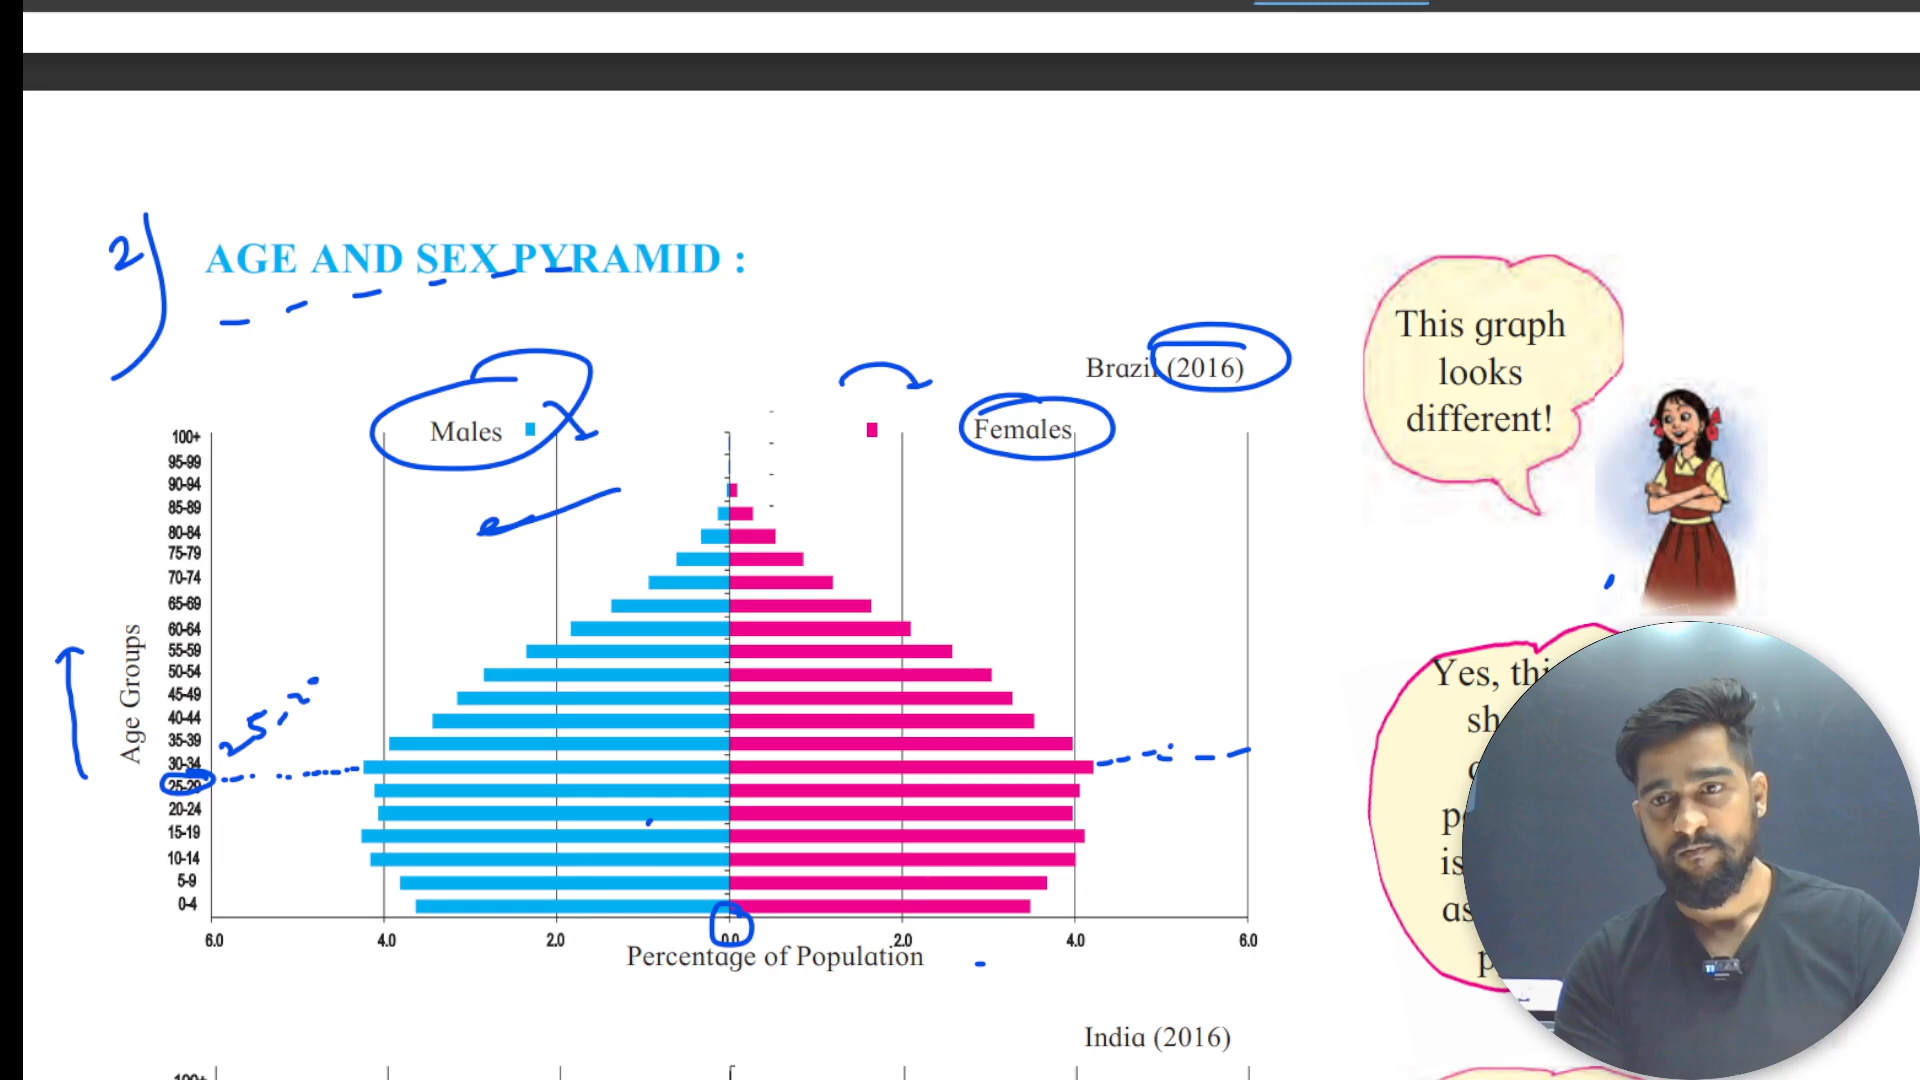 2)
AGE AND SEX PYRAMID :
Brazil (2016)
Males
Females
100+
95-99
90-94
85-89
80-84
75-79
70-74
65-69
60-64
55-59
50-54
45-49
40-44
35-39
30-34
25-29
20-24
15-19
10-14
5-9
0-4
Age Groups
25
6.0 4.0 2.0 0.0 2.0 4.0 6.0
Percentage of Population
India (2016)
100+
This graph
looks
different!
Yes,
is